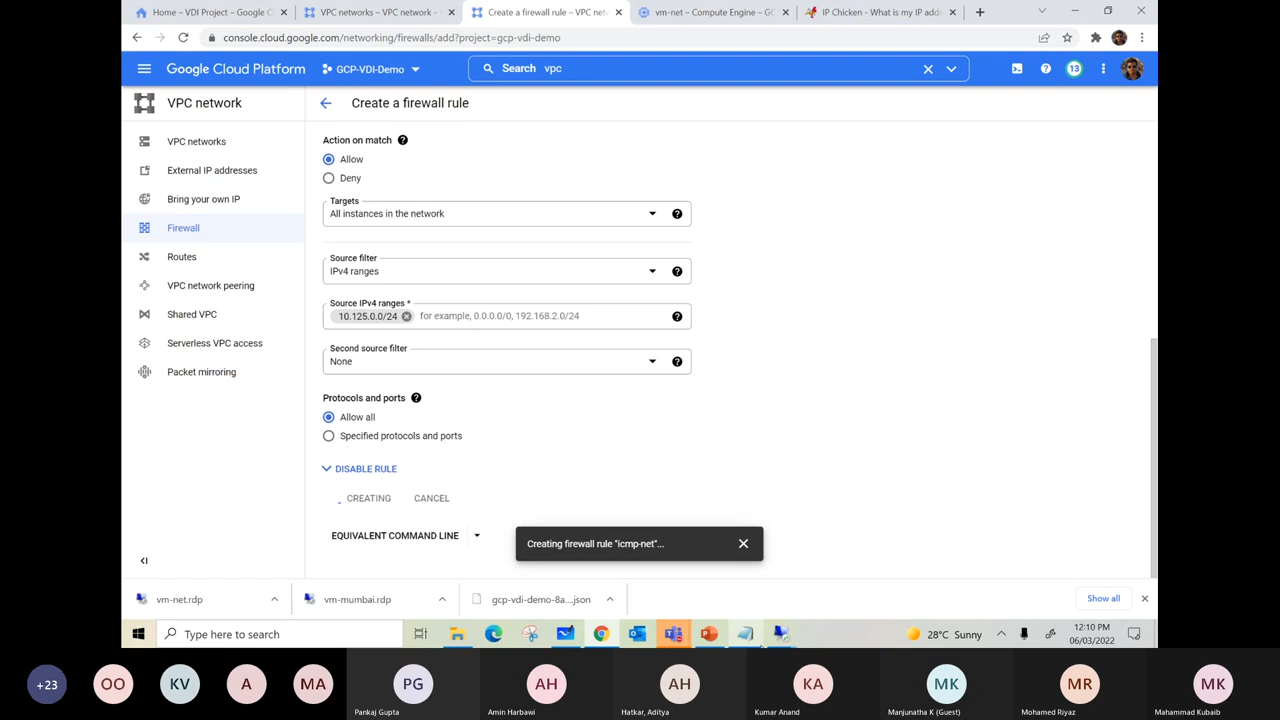 Home – VDI Project – Google C
VPC networks – VPC network –
Create a firewall rule – VPC net
vm-net – Compute Engine – GC
IP Chicken - What is my IP add
console.cloud.google.com/networking/firewalls/add?project=gcp-vdi-demo
Google Cloud Platform
GCP-VDI-Demo
Search vpc
13
VPC network
Create a firewall rule
VPC networks
External IP addresses
Bring your own IP
Firewall
Routes
VPC network peering
Shared VPC
Serverless VPC access
Packet mirroring
Action on match
Allow
Deny
Targets
All instances in the network
Source filter
IPv4 ranges
Source IPv4 ranges *
10.125.0.0/24 for example, 0.0.0.0/0, 192.168.2.0/24
Second source filter
None
Protocols and ports
Allow all
Specified protocols and ports
DISABLE RULE
CREATING CANCEL
EQUIVALENT COMMAND LINE
Creating firewall rule "icmp-net"...
vm-net.rdp
vm-mumbai.rdp
gcp-vdi-demo-8a....json
Show all
Type here to search
28°C Sunny
12:10 PM
06/03/2022
+23
OO
KV
A
MA
PG
Pankaj Gupta
AH
Amin Harbawi
AH
Hatkar, Aditya
KA
Kumar Anand
MK
Manjunatha K (Guest)
MR
Mohamed Riyaz
MK
Mahammad Kubaib